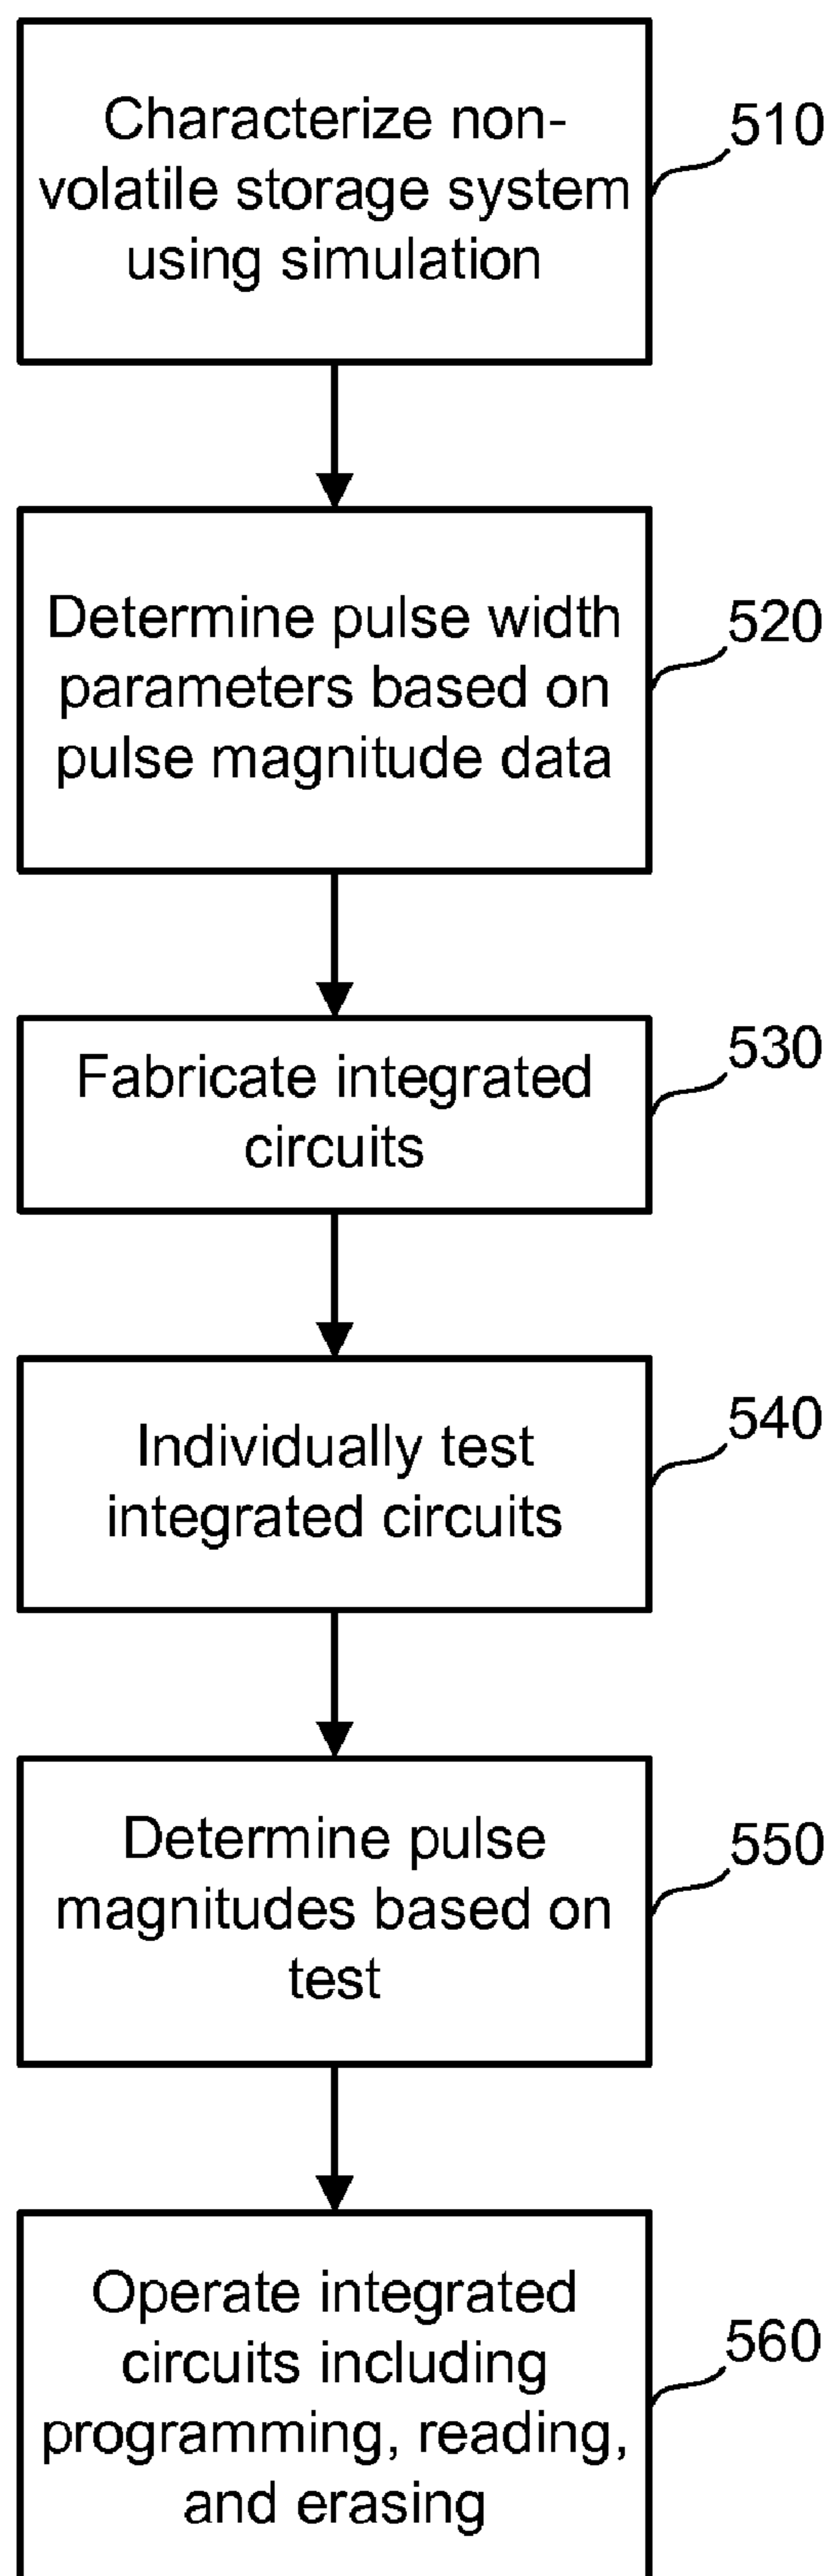 Characterize non-
volatile storage system
using simulation
510
Determine pulse width
parameters based on
pulse magnitude data
520
Fabricate integrated
circuits
530
Individually test
integrated circuits
540
Determine pulse
magnitudes based on
test
550
Operate integrated
circuits including
programming, reading,
and erasing
560